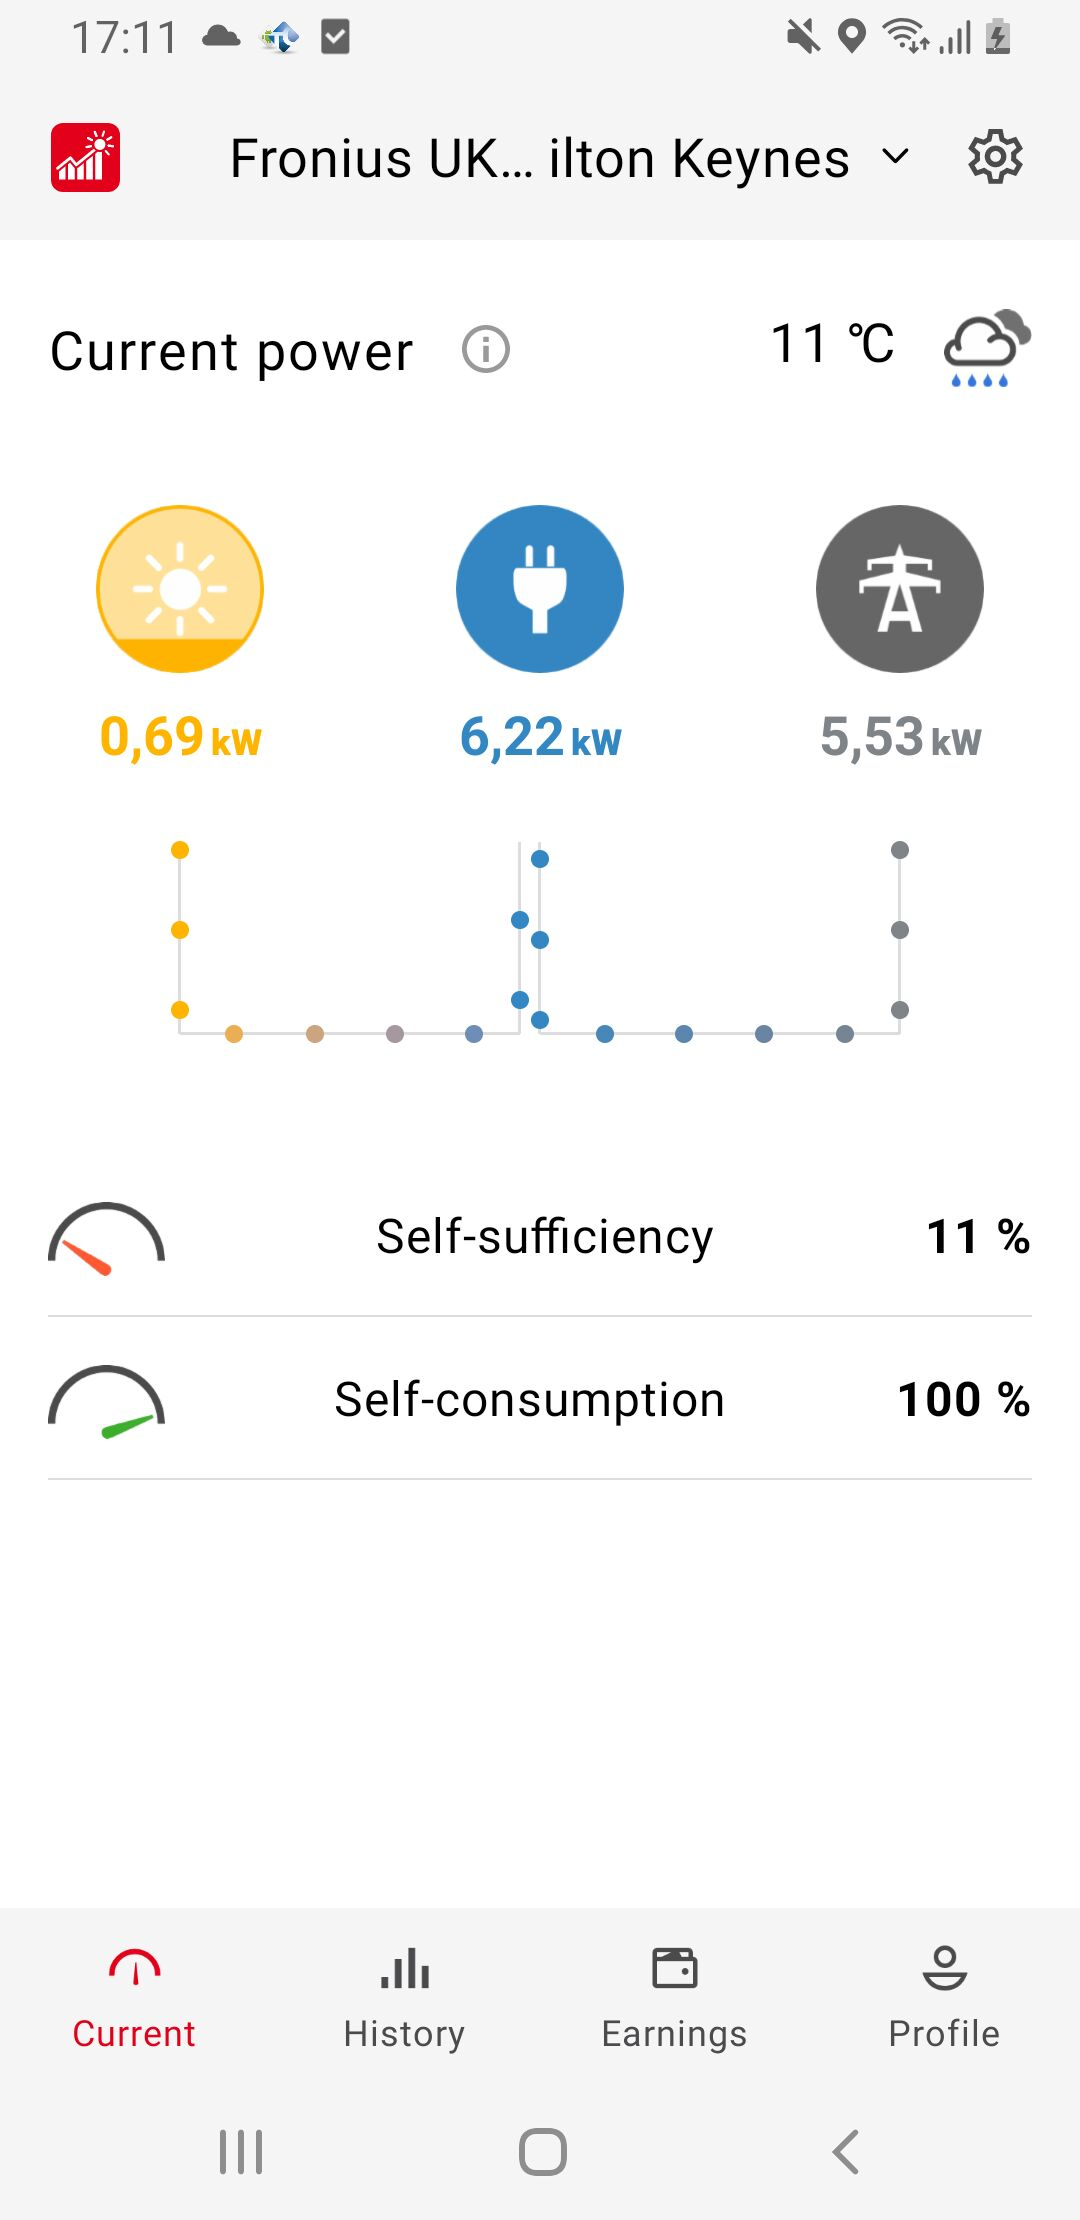 17:11
Fronius UK... ilton Keynes
Current power
11 °C
0,69 kW
6,22 kW
5,53 kW
Self-sufficiency 11 %
Self-consumption 100 %
Current
History
Earnings
Profile